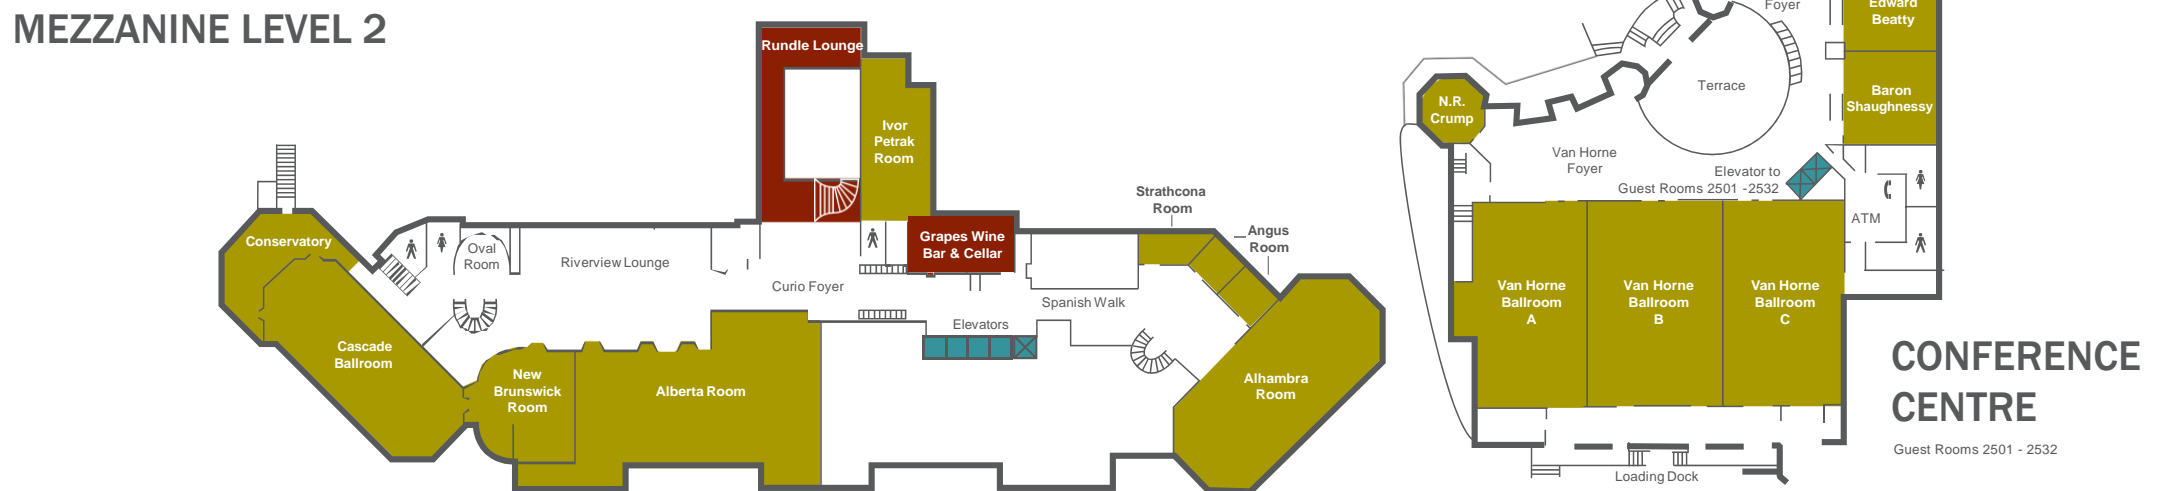 MEZZANINE LEVEL 2
Rundle Lounge
Ivor
Petrak
Room
Conservatory
Oval
Room
Riverview Lounge
Curio Foyer
Grapes Wine
Bar & Cellar
Strathcona
Room
Angus
Room
Spanish Walk
Elevators
Cascade
Ballroom
New
Brunswick
Room
Alberta Room
Alhambra
Room
Foyer
Edward
Beatty
Terrace
Baron
Shaughnessy
N.R.
Crump
Van Horne
Foyer
Elevator to
Guest Rooms 2501 -2532
ATM
Van Horne
Ballroom
A
Van Horne
Ballroom
B
Van Horne
Ballroom
C
Loading Dock
CONFERENCE
CENTRE
Guest Rooms 2501 - 2532